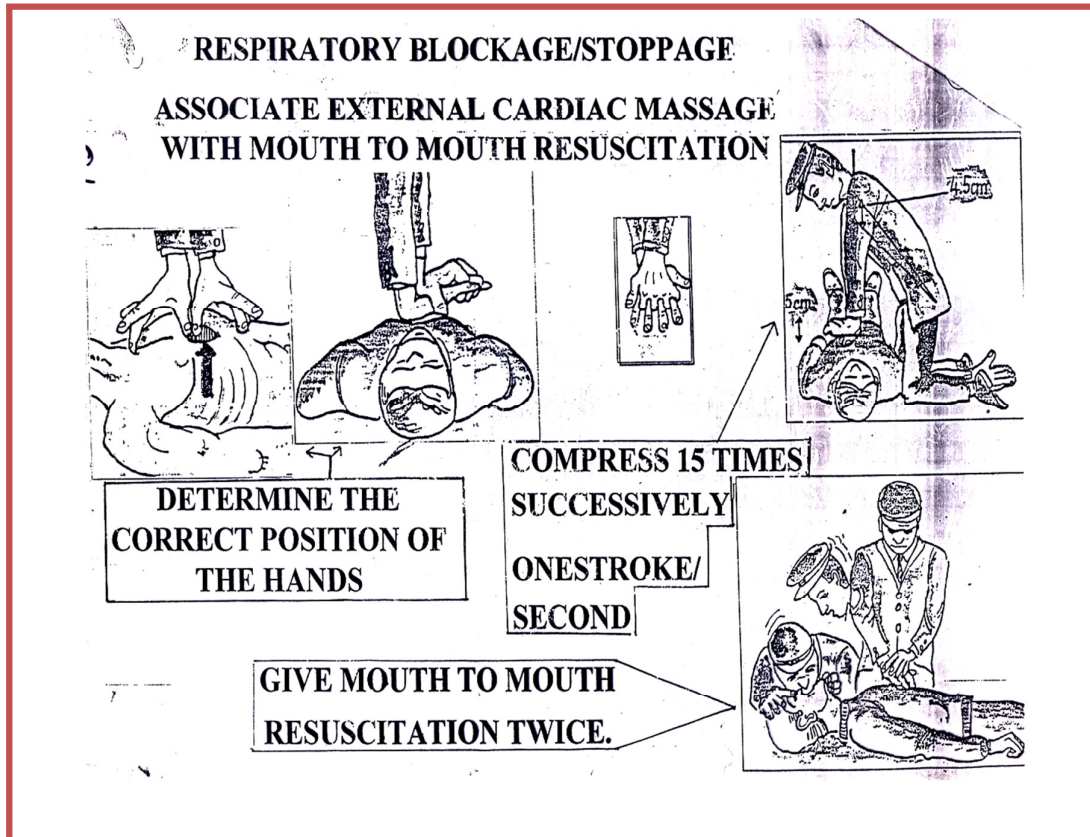 RESPIRATORY BLOCKAGE/STOPPAGE
ASSOCIATE EXTERNAL CARDIAC MASSAGE
WITH MOUTH TO MOUTH RESUSCITATION
4.5cm
5cm
DETERMINE THE
CORRECT POSITION OF
THE HANDS
COMPRESS 15 TIMES
SUCCESSIVELY
ONESTROKE/
SECOND
GIVE MOUTH TO MOUTH
RESUSCITATION TWICE.